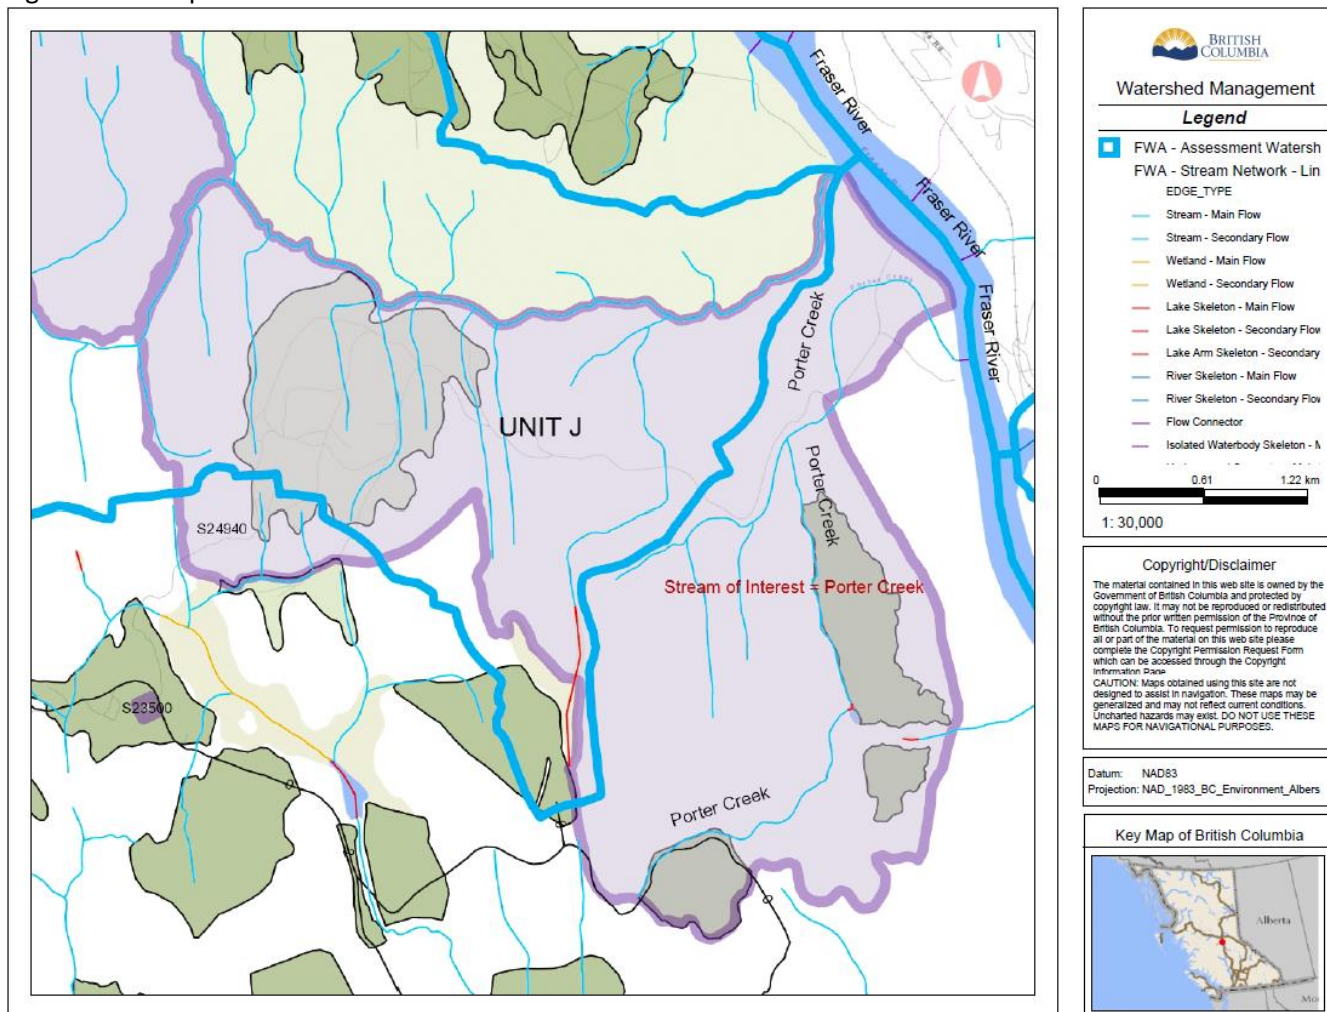 Fraser River
Fraser River
Fraser River
Porter Creek
Porter Creek
UNIT J
Porter Creek
S24940
Stream of Interest = Porter Creek
S23500
Porter Creek
BRITISH
COLUMBIA
Watershed Management
Legend
FWA - Assessment Watersh
FWA - Stream Network - Lin
EDGE_TYPE
Stream - Main Flow
Stream - Secondary Flow
Wetland - Main Flow
Wetland - Secondary Flow
Lake Skeleton - Main Flow
Lake Skeleton - Secondary Flow
Lake Arm Skeleton - Secondary
River Skeleton - Main Flow
River Skeleton - Secondary Flow
Flow Connector
Isolated Waterbody Skeleton - M
0 0.61 1.22 km
1: 30,000
Copyright/Disclaimer
The material contained in this web site is owned by the
Government of British Columbia and protected by
copyright law. It may not be reproduced or redistributed
without the prior written permission of the Province of
British Columbia. To request permission to reproduce
all or part of the material on this web site please
complete the Copyright Permission Request Form
which can be accessed through the Copyright
Information Page.
CAUTION: Maps obtained using this site are not
designed to assist in navigation. These maps may be
generalized and may not reflect current conditions.
Uncharted hazards may exist. DO NOT USE THESE
MAPS FOR NAVIGATIONAL PURPOSES.
Datum: NAD83
Projection: NAD_1983_BC_Environment_Albers
Key Map of British Columbia
Alberta